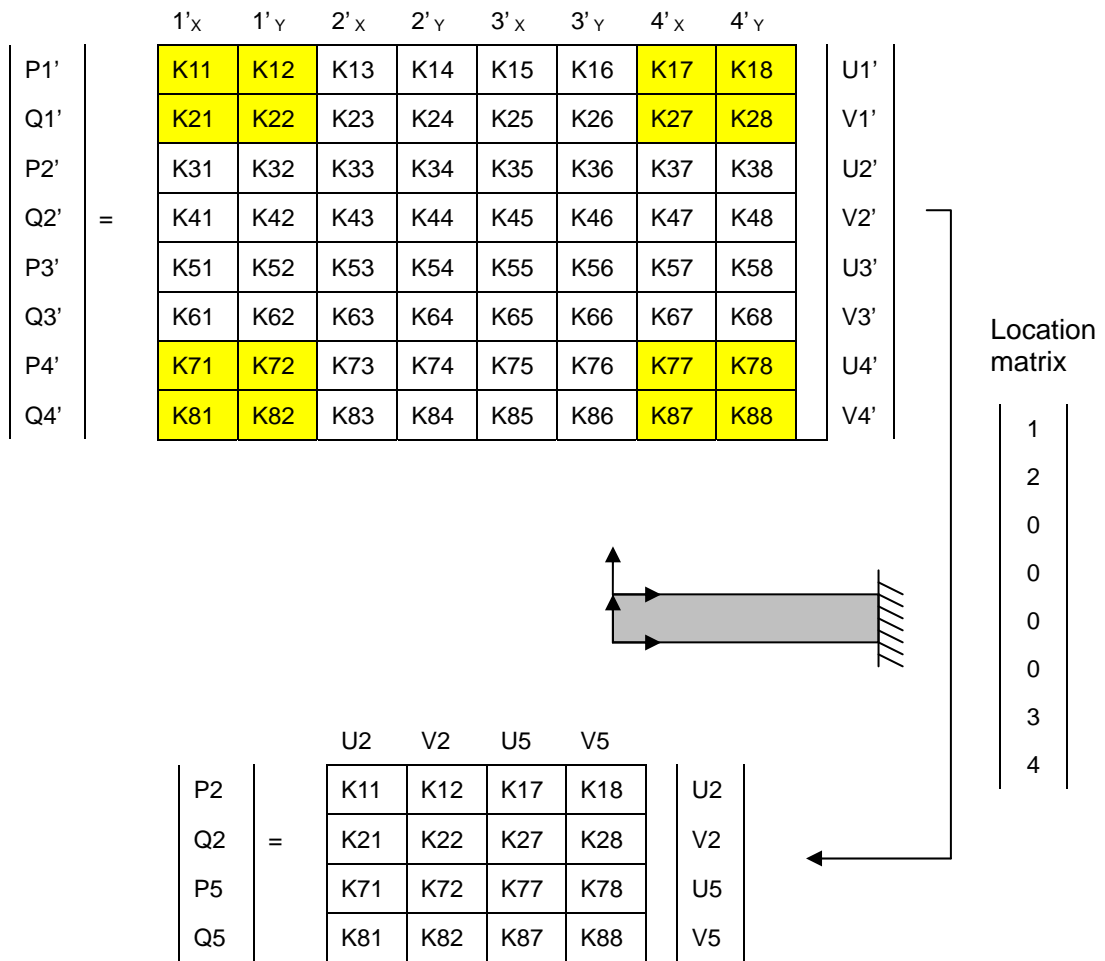 1'X 1' Y 2' X 2' Y 3' X 3' Y 4' X 4' Y
P1' K11 K12 K13 K14 K15 K16 K17 K18 U1'
Q1' K21 K22 K23 K24 K25 K26 K27 K28 V1'
P2' K31 K32 K33 K34 K35 K36 K37 K38 U2'
Q2' = K41 K42 K43 K44 K45 K46 K47 K48 V2'
P3' K51 K52 K53 K54 K55 K56 K57 K58 U3'
Q3' K61 K62 K63 K64 K65 K66 K67 K68 V3'
P4' K71 K72 K73 K74 K75 K76 K77 K78 U4'
Q4' K81 K82 K83 K84 K85 K86 K87 K88 V4'
Location
matrix
1
2
0
0
0
0
3
4
U2 V2 U5 V5
P2 K11 K12 K17 K18 U2
Q2 = K21 K22 K27 K28 V2
P5 K71 K72 K77 K78 U5
Q5 K81 K82 K87 K88 V5